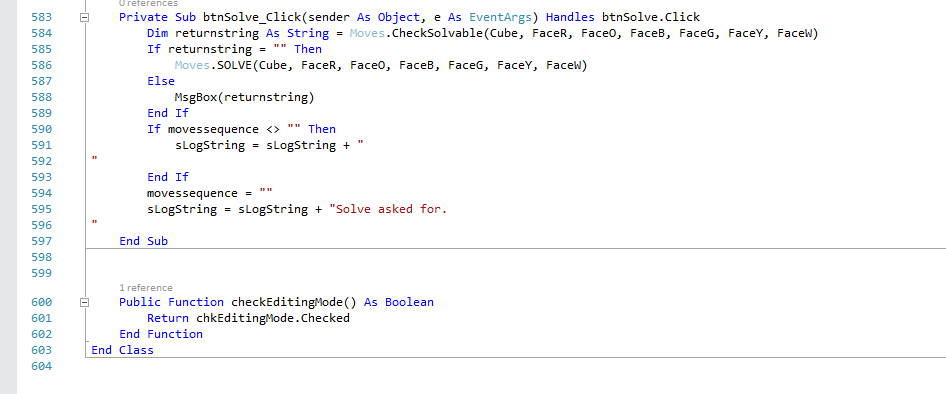 0 references
583 Private Sub btnSolve_Click(sender As Object, e As EventArgs) Handles btnSolve.Click
584 Dim returnstring As String = Moves.CheckSolvable(Cube, FaceR, FaceO, FaceB, FaceG, FaceY, FaceW)
585 If returnstring = "" Then
586 Moves.SOLVE(Cube, FaceR, FaceO, FaceB, FaceG, FaceY, FaceW)
587 Else
588 MsgBox(returnstring)
589 End If
590 If movessequence <> "" Then
591 sLogString = sLogString + "
592 "
593 End If
594 movessequence = ""
595 sLogString = sLogString + "Solve asked for.
596 "
597 End Sub
598
599
1 reference
600 Public Function checkEditingMode() As Boolean
601 Return chkEditingMode.Checked
602 End Function
603 End Class
604